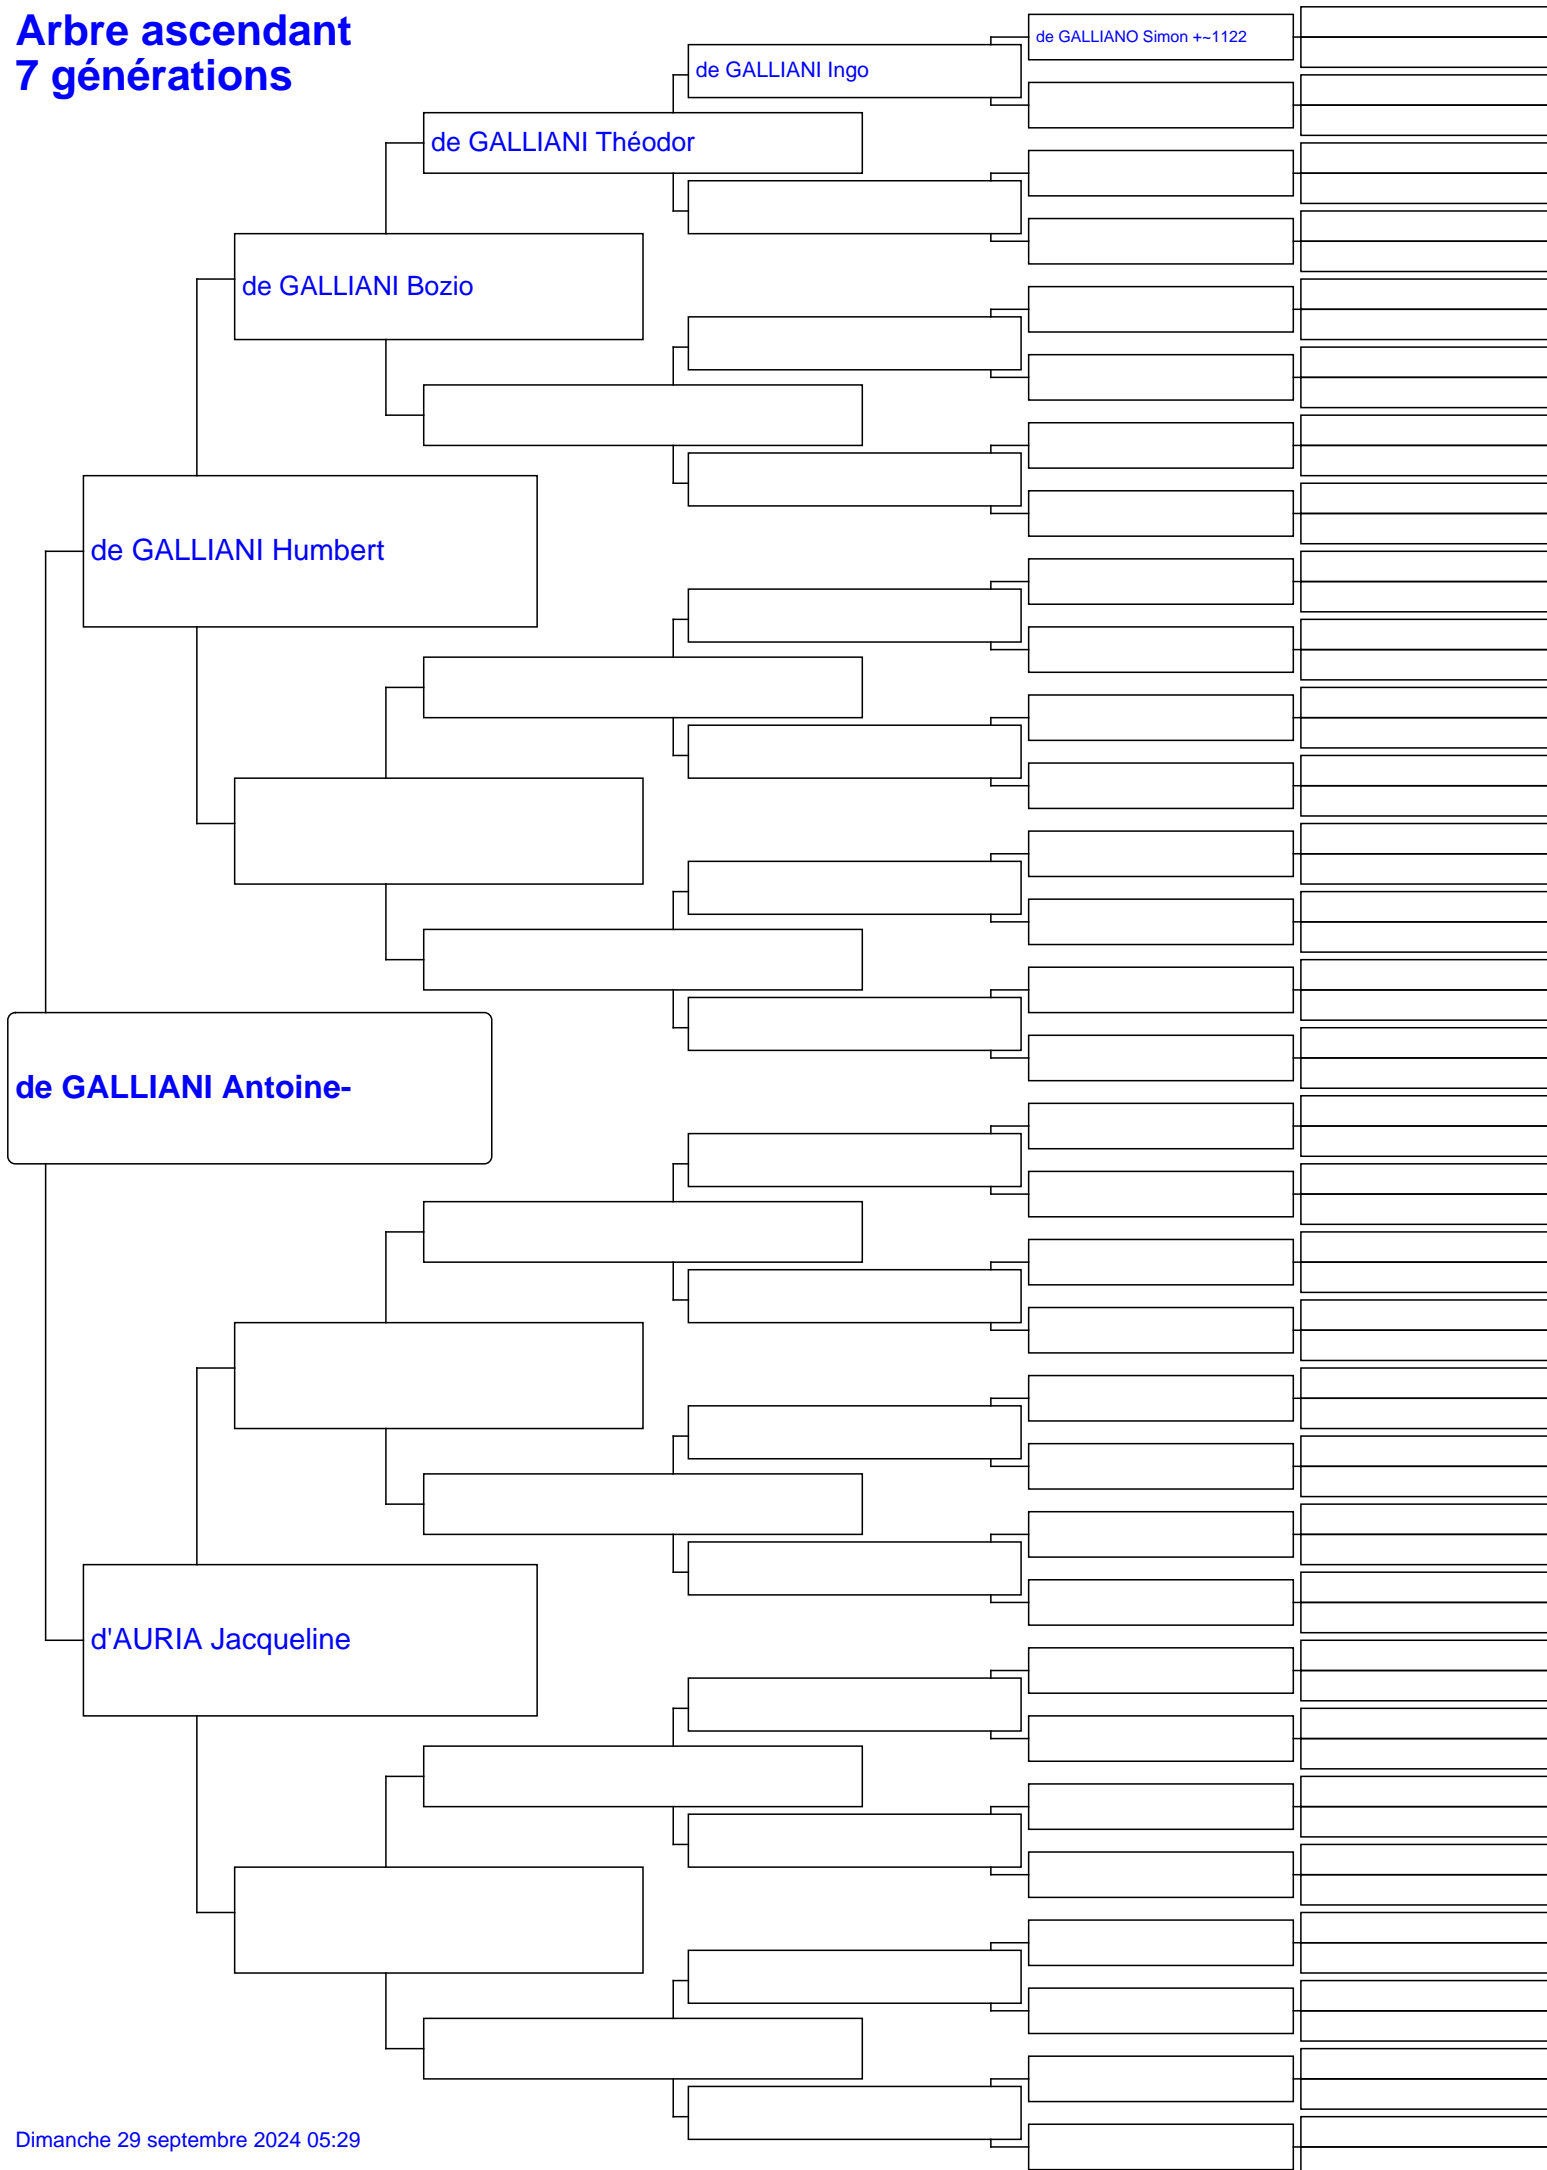 Arbre ascendant
7 générations
de GALLIANO Simon +~1122
de GALLIANI Ingo
de GALLIANI Théodor
de GALLIANI Bozio
de GALLIANI Humbert
de GALLIANI Antoine-
d'AURIA Jacqueline
Dimanche 29 septembre 2024 05:29